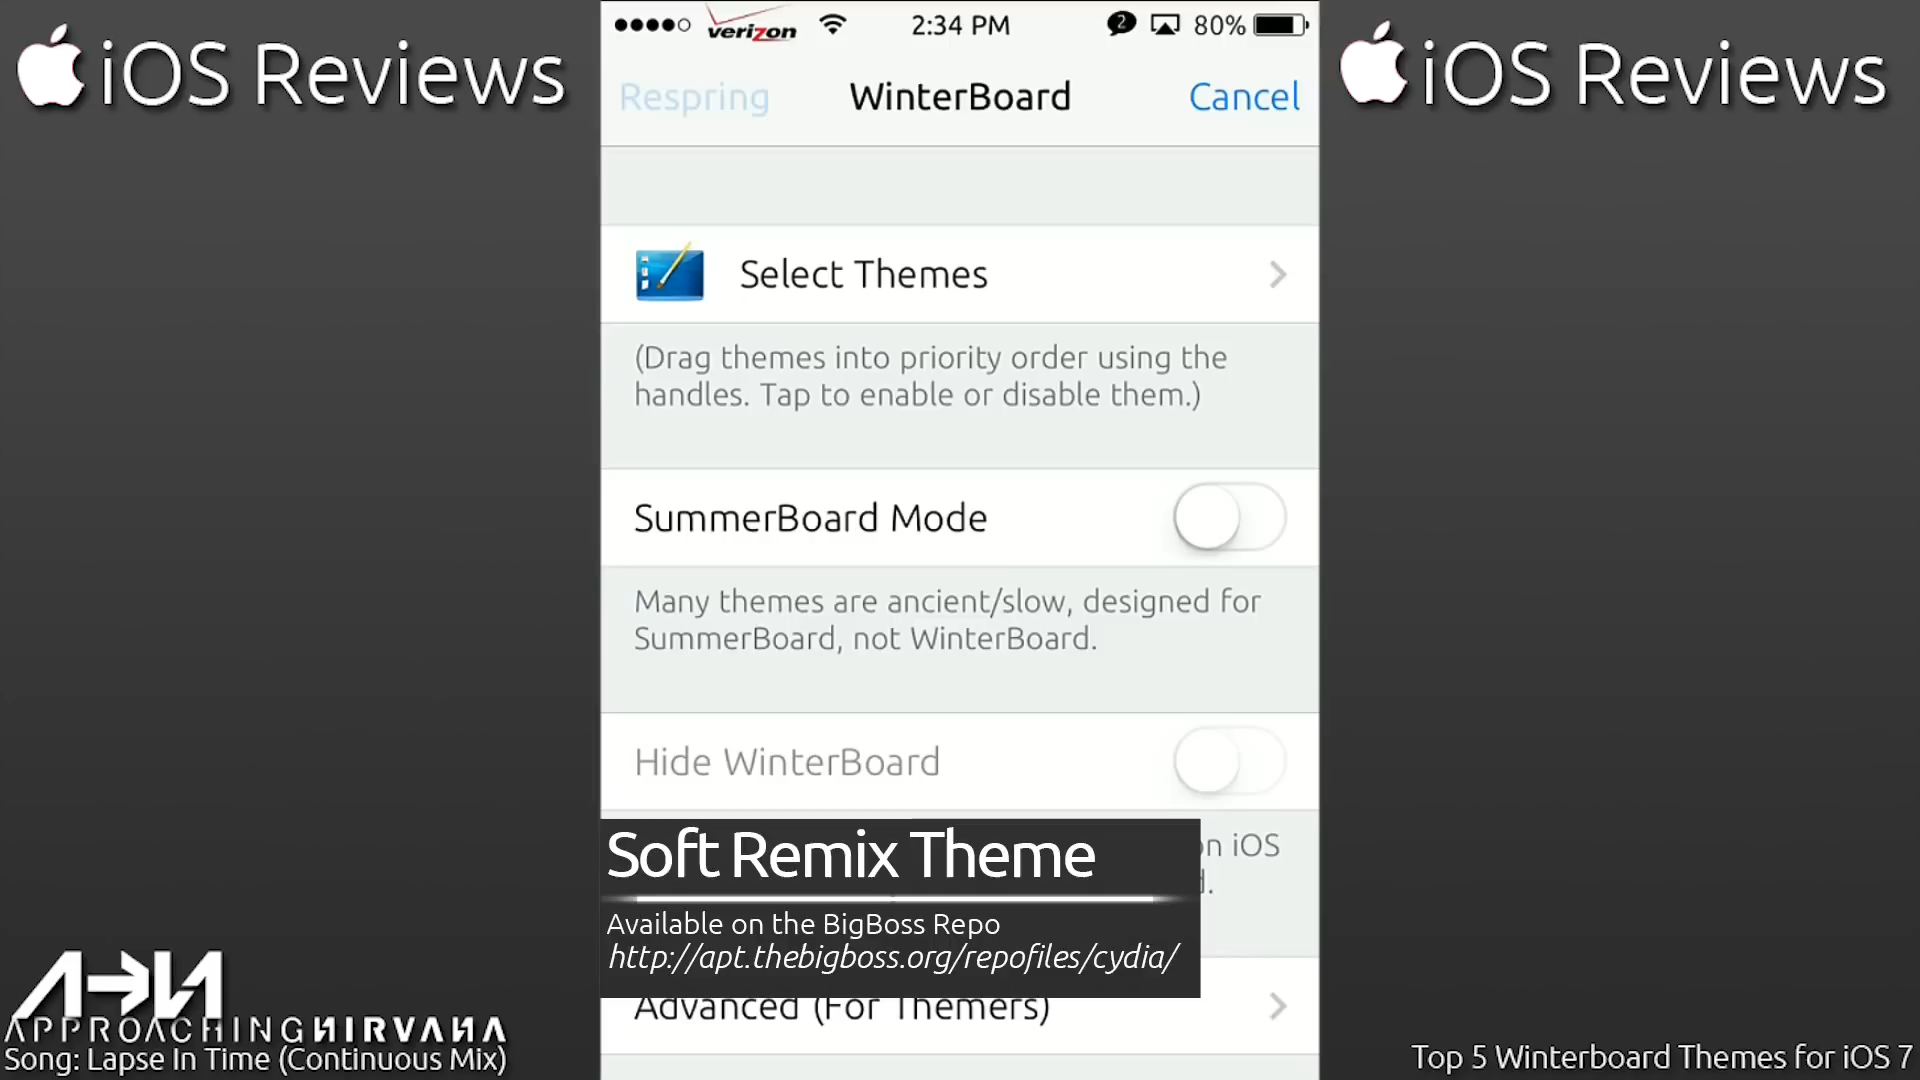 iOS Reviews
iOS Reviews
verizon
2:34 PM
2
80%
Respring
WinterBoard
Cancel
Select Themes
(Drag themes into priority order using the
handles. Tap to enable or disable them.)
SummerBoard Mode
Many themes are ancient/slow, designed for
SummerBoard, not WinterBoard.
Hide WinterBoard
on iOS
Soft Remix Theme
Available on the BigBoss Repo
http://apt.thebigboss.org/repofiles/cydia/
Advanced (For Themers)
APPROACHINGNIRVANA
Song: Lapse In Time (Continuous Mix)
Top 5 Winterboard Themes for iOS 7